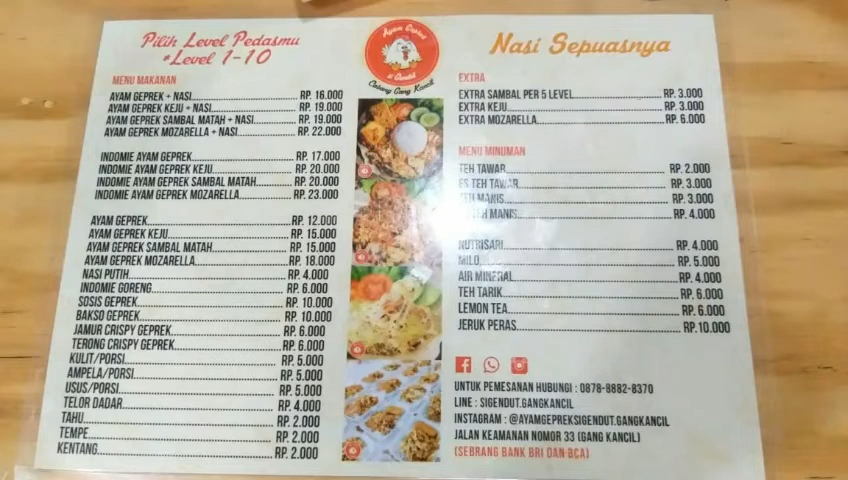 Pilih Level Pedasmu
*Level 1-10
MENU MAKANAN
AYAM GEPREK + NASI RP. 16.000
AYAM GEPREK KEJU + NASI RP. 19.000
AYAM GEPREK SAMBAL MATAH + NASI RP. 19.000
AYAM GEPREK MOZARELLA + NASI RP. 22.000
INDOMIE AYAM GEPREK RP. 17.000
INDOMIE AYAM GEPREK KEJU RP. 20.000
INDOMIE AYAM GEPREK SAMBAL MATAH RP. 20.000
INDOMIE AYAM GEPREK MOZARELLA RP. 23.000
AYAM GEPREK RP. 12.000
AYAM GEPREK KEJU RP. 15.000
AYAM GEPREK SAMBAL MATAH RP. 15.000
AYAM GEPREK MOZARELLA RP. 18.000
NASI PUTIH RP. 4.000
INDOMIE GORENG RP. 6.000
SOSIS GEPREK RP. 10.000
BAKSO GEPREK RP. 10.000
JAMUR CRISPY GEPREK RP. 6.000
TERONG CRISPY GEPREK RP. 6.000
KULIT/PORSI RP. 5.000
AMPELA/PORSI RP. 5.000
USUS/PORSI RP. 5.000
TELOR DADAR RP. 4.000
TAHU RP. 2.000
TEMPE RP. 2.000
KENTANG RP. 2.000
Ayam Geprek
si Gendut
Cabang Gang Kancil
Nasi Sepuasnya
EXTRA
EXTRA SAMBAL PER 5 LEVEL RP. 3.000
EXTRA KEJU RP. 3.000
EXTRA MOZARELLA RP. 6.000
MENU MINUMAN
TEH TAWAR RP. 2.000
ES TEH TAWAR RP. 3.000
TEH MANIS RP. 3.000
TEH MANIS RP. 4.000
NUTRISARI RP. 4.000
MILO RP. 5.000
AIR MINERAL RP. 4.000
TEH TARIK RP. 6.000
LEMON TEA RP. 6.000
JERUK PERAS RP.10.000
UNTUK PEMESANAN HUBUNGI : 0878-8882-8370
LINE : SIGENDUT.GANGKANCIL
INSTAGRAM : @AYAMGEPREKSIGENDUT.GANGKANCIL
JALAN KEAMANAN NOMOR 33 (GANG KANCIL)
(SEBRANG BANK BRI DAN BCA)